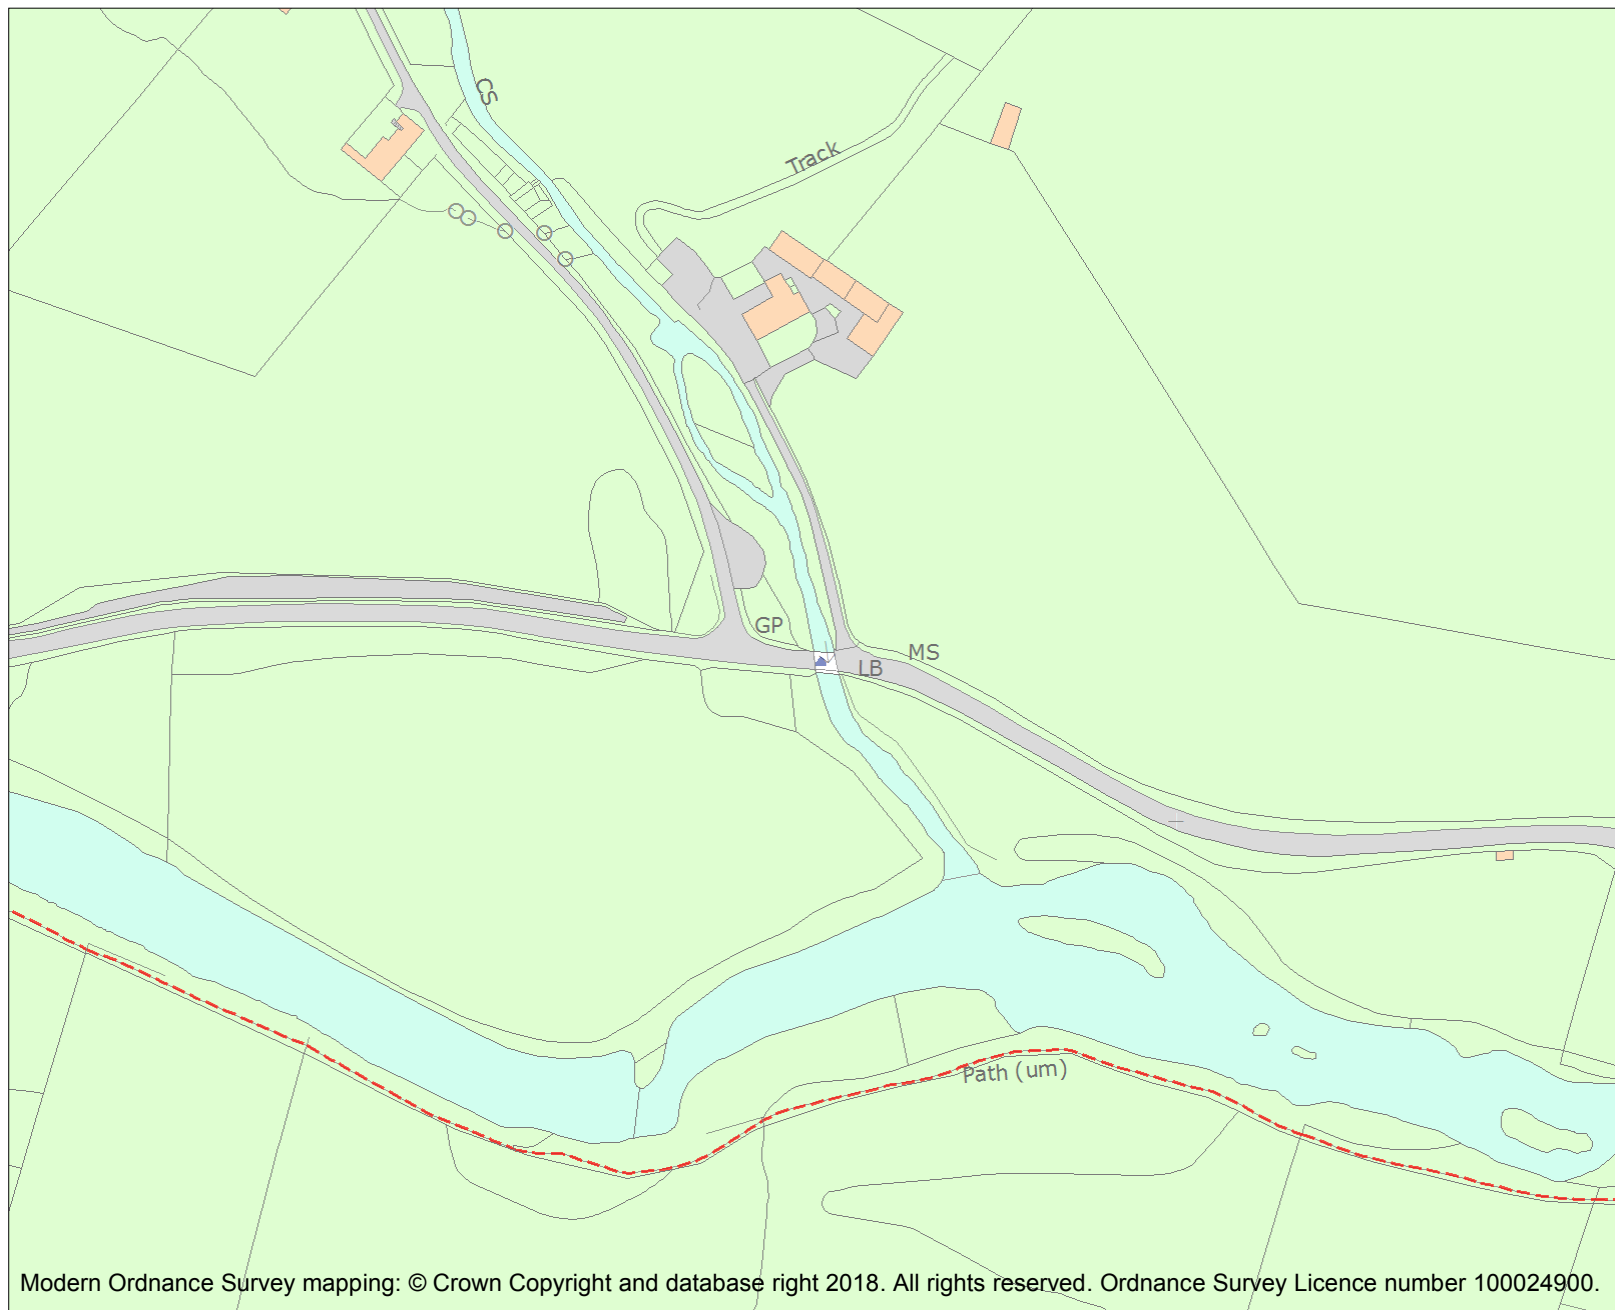 CS
Track
GP
MS
LB
Path (um)
Modern Ordnance Survey mapping: © Crown Copyright and database right 2018. All rights reserved. Ordnance Survey Licence number 100024900.